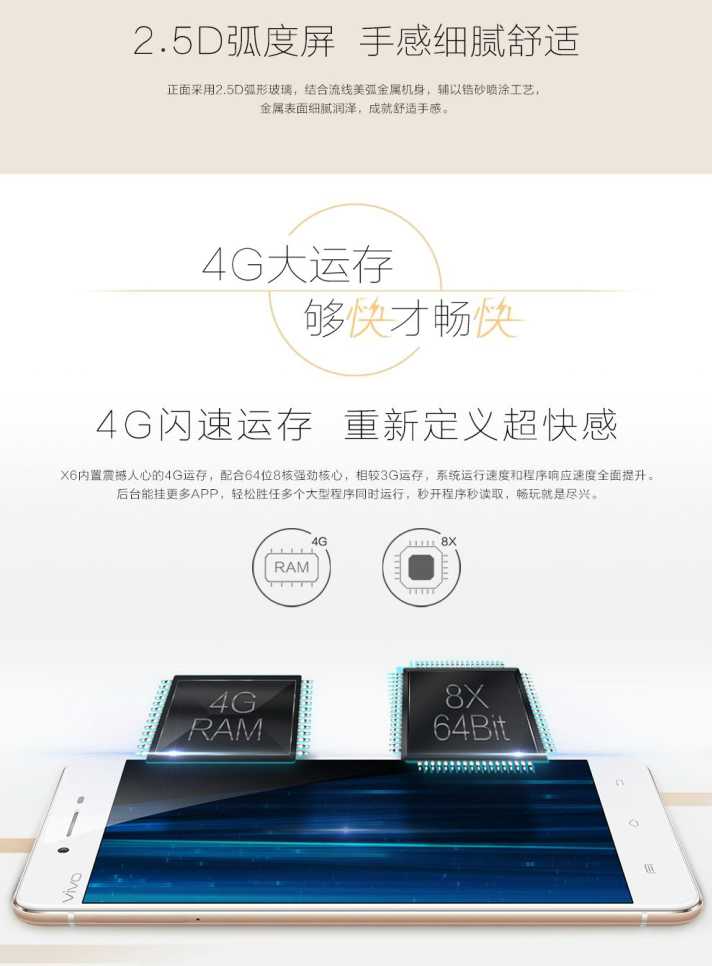 2.5D弧度屏 手感细腻舒适
正面采用2.5D弧形玻璃，结合流线美弧金属机身，辅以锆砂喷涂工艺，
金属表面细腻润泽，成就舒适手感。
4G大运存
够快才畅快
4G闪速运存 重新定义超快感
X6内置震撼人心的4G运存，配合64位8核强劲核心，相较3G运存，系统运行速度和程序响应速度全面提升。
后台能挂更多APP，轻松胜任多个大型程序同时运行，秒开程序秒读取，畅玩就是尽兴。
4G
RAM
8X
4G
RAM
8X
64Bit
vivo